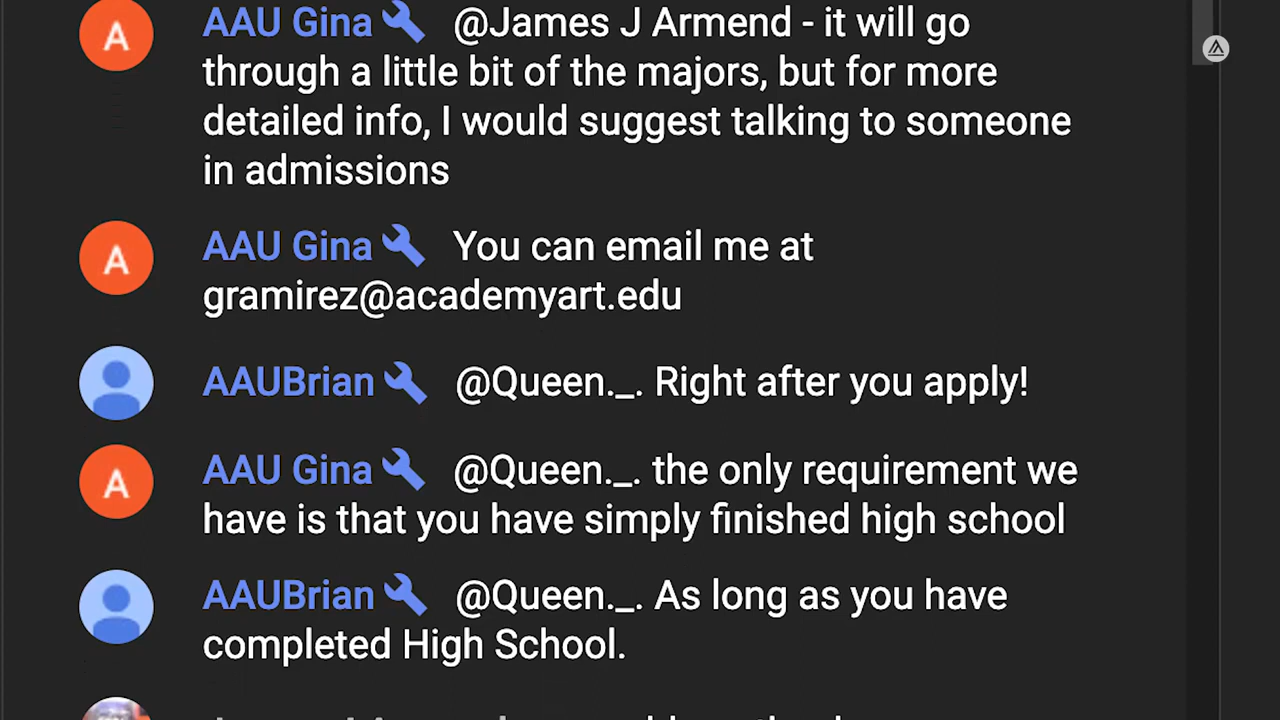 AAU Gina @James J Armend - it will go
through a little bit of the majors, but for more
detailed info, I would suggest talking to someone
in admissions
A
AAU Gina You can email me at
gramirez@academyart.edu
A
AAUBrian @Queen._. Right after you apply!
AAU Gina @Queen._. the only requirement we
have is that you have simply finished high school
A
AAUBrian @Queen._. As long as you have
completed High School.
A